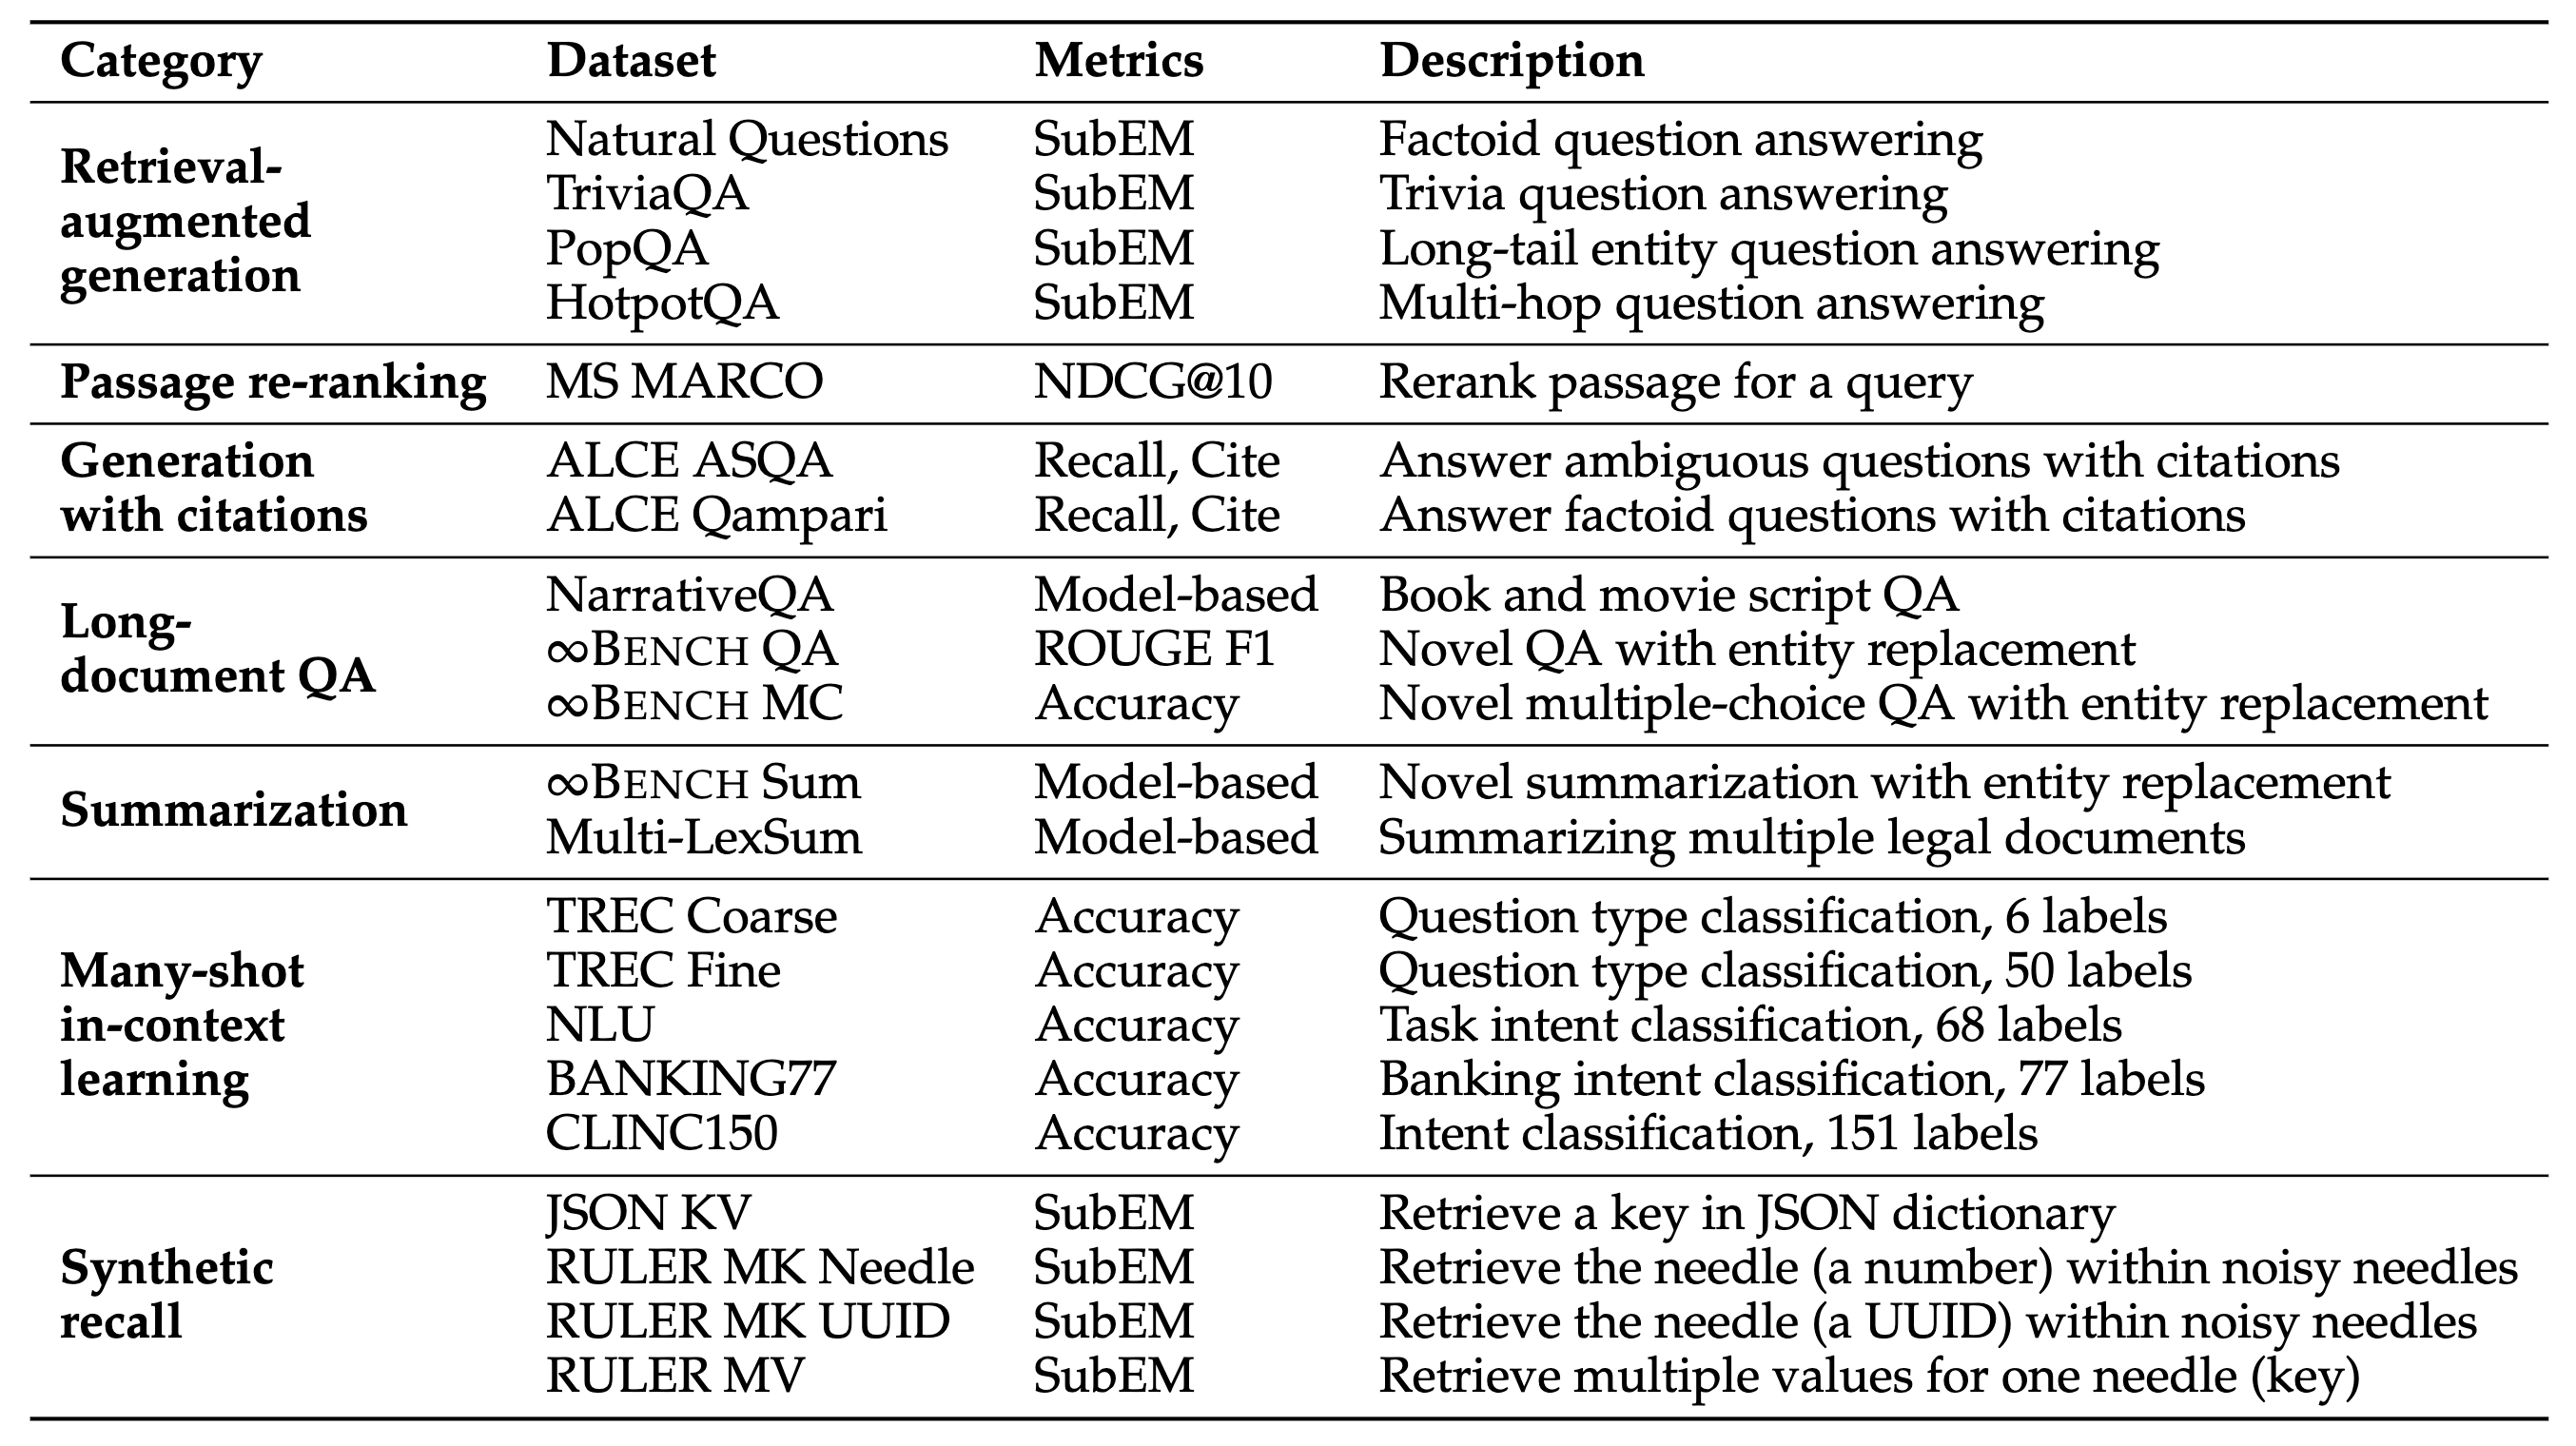 Category Dataset Metrics Description
Retrieval-
augmented
generation
Natural Questions SubEM Factoid question answering
TriviaQA SubEM Trivia question answering
PopQA SubEM Long-tail entity question answering
HotpotQA SubEM Multi-hop question answering
Passage re-ranking MS MARCO NDCG@10 Rerank passage for a query
Generation
with citations
ALCE ASQA Recall, Cite Answer ambiguous questions with citations
ALCE Qampari Recall, Cite Answer factoid questions with citations
Long-
document QA
NarrativeQA Model-based Book and movie script QA
∞BENCH QA ROUGE F1 Novel QA with entity replacement
∞BENCH MC Accuracy Novel multiple-choice QA with entity replacement
Summarization
∞BENCH Sum Model-based Novel summarization with entity replacement
Multi-LexSum Model-based Summarizing multiple legal documents
Many-shot
in-context
learning
TREC Coarse Accuracy Question type classification, 6 labels
TREC Fine Accuracy Question type classification, 50 labels
NLU Accuracy Task intent classification, 68 labels
BANKING77 Accuracy Banking intent classification, 77 labels
CLINC150 Accuracy Intent classification, 151 labels
Synthetic
recall
JSON KV SubEM Retrieve a key in JSON dictionary
RULER MK Needle SubEM Retrieve the needle (a number) within noisy needles
RULER MK UUID SubEM Retrieve the needle (a UUID) within noisy needles
RULER MV SubEM Retrieve multiple values for one needle (key)